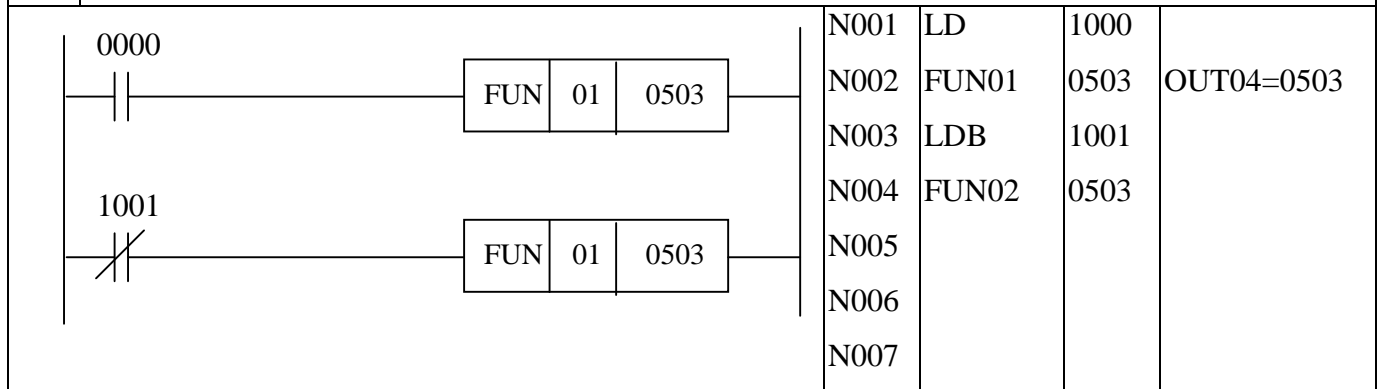 0000
FUN 01 0503
1001
FUN 01 0503
N001 LD 1000
N002 FUN01 0503 OUT04=0503
N003 LDB 1001
N004 FUN02 0503
N005
N006
N007